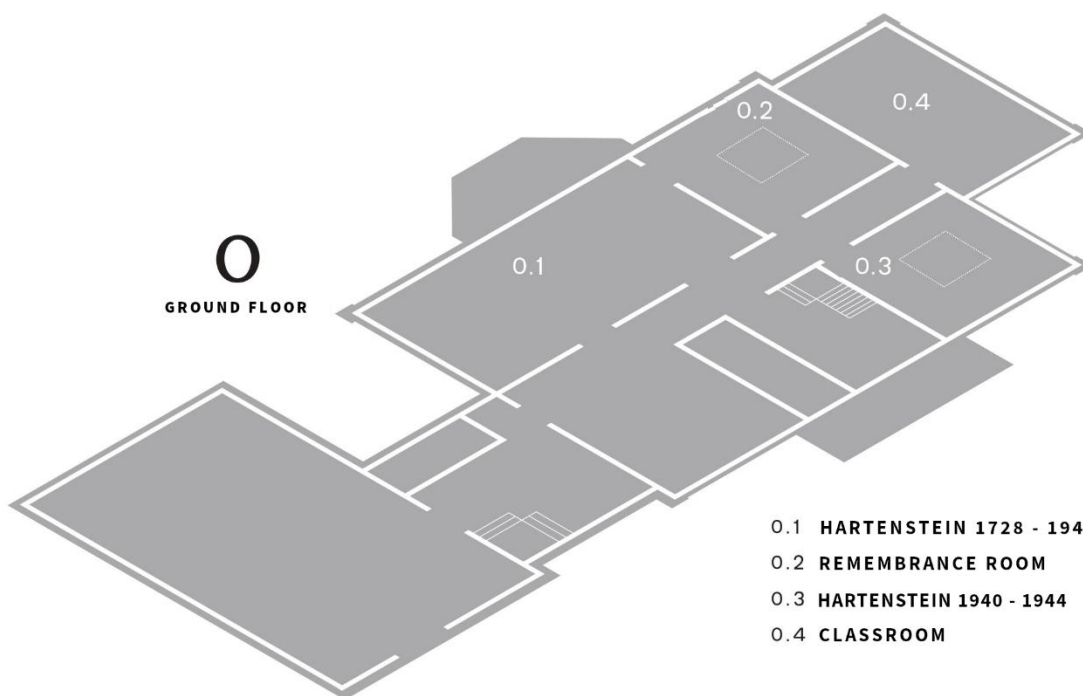 0.2
0.4
0.1
0.3
O
GROUND FLOOR
0.1 HARTENSTEIN 1728 - 194
0.2 REMEMBRANCE ROOM
0.3 HARTENSTEIN 1940 - 1944
0.4 CLASSROOM